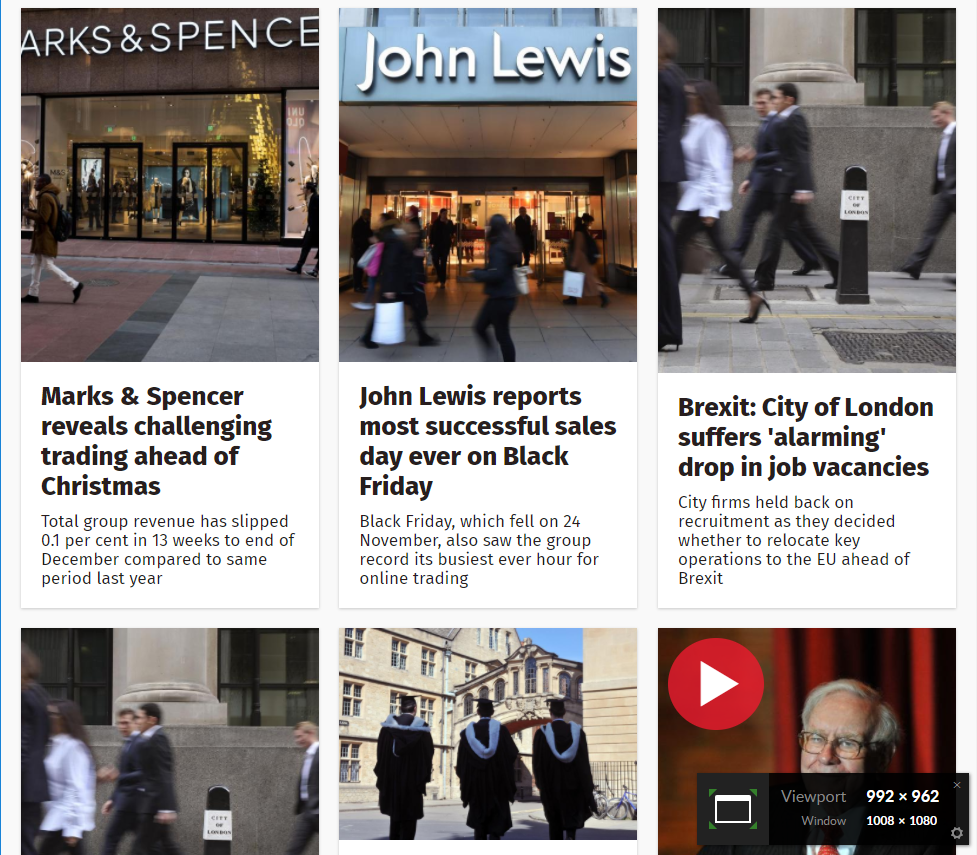 ARKS & SPENCE
M&S
John Lewis
CITY
OF
LONDON
Marks & Spencer
reveals challenging
trading ahead of
Christmas
Total group revenue has slipped
0.1 per cent in 13 weeks to end of
December compared to same
period last year
John Lewis reports
most successful sales
day ever on Black
Friday
Black Friday, which fell on 24
November, also saw the group
record its busiest ever hour for
online trading
Brexit: City of London
suffers 'alarming'
drop in job vacancies
City firms held back on
recruitment as they decided
whether to relocate key
operations to the EU ahead of
Brexit
CITY
OF
LONDON
Viewport 992 × 962
Window 1008 × 1080